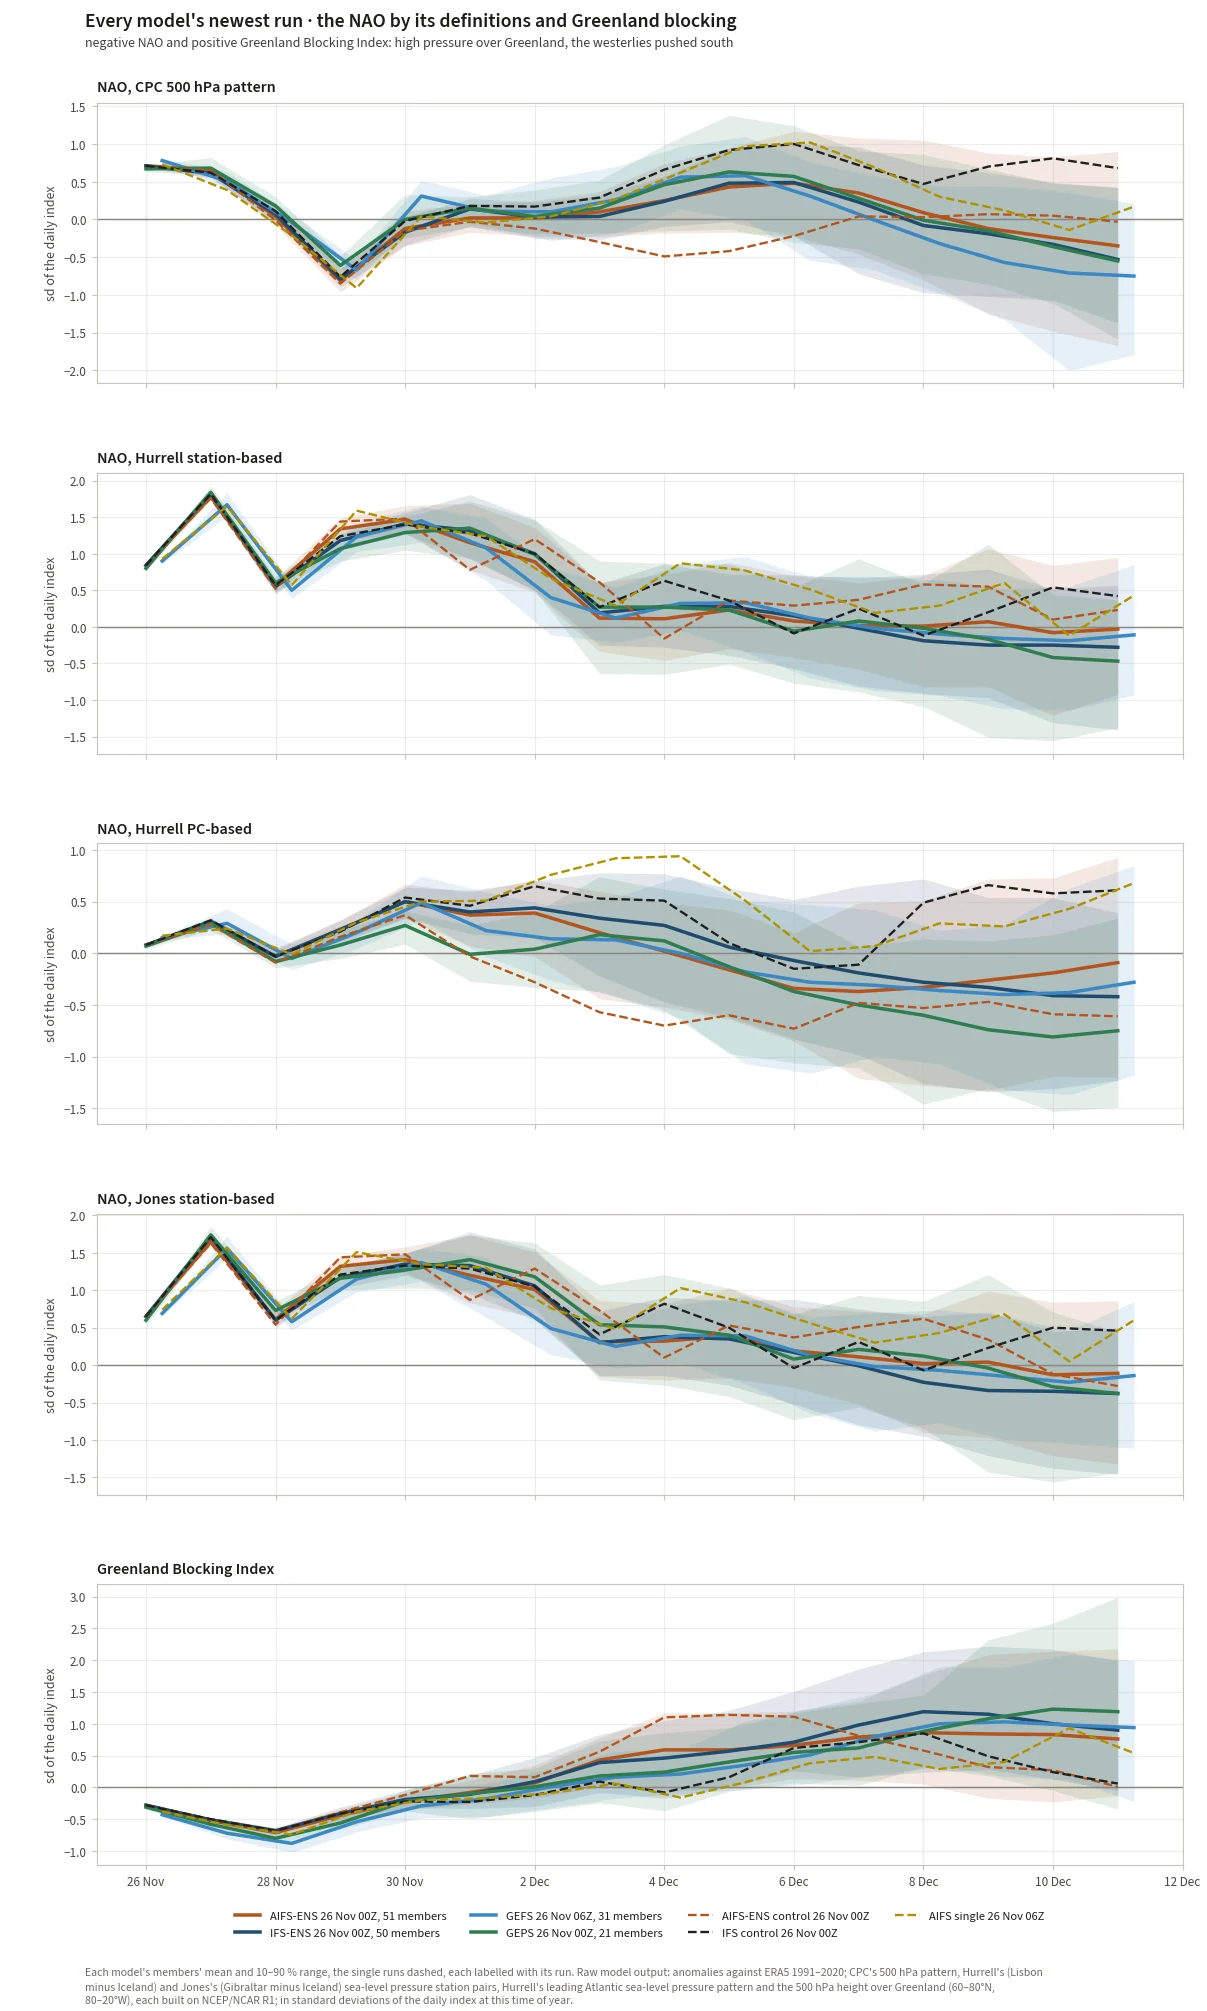 Every model's newest run · the NAO by its definitions and Greenland blocking
negative NAO and positive Greenland Blocking Index: high pressure over Greenland, the westerlies pushed south
NAO, CPC 500 hPa pattern
1.5
1.0
0.5
0.0
−0.5
−1.0
−1.5
−2.0
sd of the daily index
NAO, Hurrell station-based
2.0
1.5
1.0
0.5
0.0
−0.5
−1.0
−1.5
sd of the daily index
NAO, Hurrell PC-based
1.0
0.5
0.0
−0.5
−1.0
−1.5
sd of the daily index
NAO, Jones station-based
2.0
1.5
1.0
0.5
0.0
−0.5
−1.0
−1.5
sd of the daily index
Greenland Blocking Index
3.0
2.5
2.0
1.5
1.0
0.5
0.0
−0.5
−1.0
sd of the daily index
26 Nov 28 Nov 30 Nov 2 Dec 4 Dec 6 Dec 8 Dec 10 Dec 12 Dec
AIFS-ENS 26 Nov 00Z, 51 members GEFS 26 Nov 06Z, 31 members AIFS-ENS control 26 Nov 00Z AIFS single 26 Nov 06Z
IFS-ENS 26 Nov 00Z, 50 members GEPS 26 Nov 00Z, 21 members IFS control 26 Nov 00Z
Each model's members' mean and 10–90 % range, the single runs dashed, each labelled with its run. Raw model output: anomalies against ERA5 1991–2020; CPC's 500 hPa pattern, Hurrell's (Lisbon
minus Iceland) and Jones's (Gibraltar minus Iceland) sea-level pressure station pairs, Hurrell's leading Atlantic sea-level pressure pattern and the 500 hPa height over Greenland (60–80°N,
80–20°W), each built on NCEP/NCAR R1; in standard deviations of the daily index at this time of year.